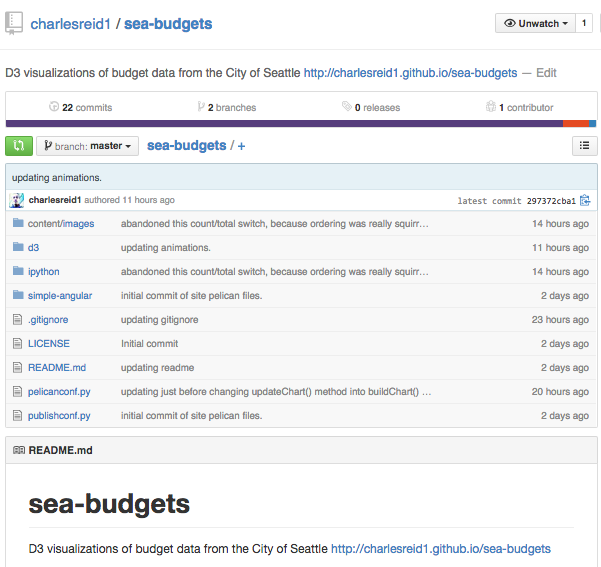 charlesreid1 / sea-budgets
Unwatch 1
D3 visualizations of budget data from the City of Seattle http://charlesreid1.github.io/sea-budgets — Edit
22 commits 2 branches 0 releases 1 contributor
branch: master sea-budgets / +
updating animations.
charlesreid1 authored 11 hours ago latest commit 297372cba1
content/images abandoned this count/total switch, because ordering was really squirr… 14 hours ago
d3 updating animations. 11 hours ago
ipython abandoned this count/total switch, because ordering was really squirr… 14 hours ago
simple-angular initial commit of site pelican files. 2 days ago
.gitignore updating gitignore 23 hours ago
LICENSE Initial commit 2 days ago
README.md updating readme 2 days ago
pelicanconf.py updating just before changing updateChart() method into buildChart() … 20 hours ago
publishconf.py initial commit of site pelican files. 2 days ago
README.md
sea-budgets
D3 visualizations of budget data from the City of Seattle http://charlesreid1.github.io/sea-budgets